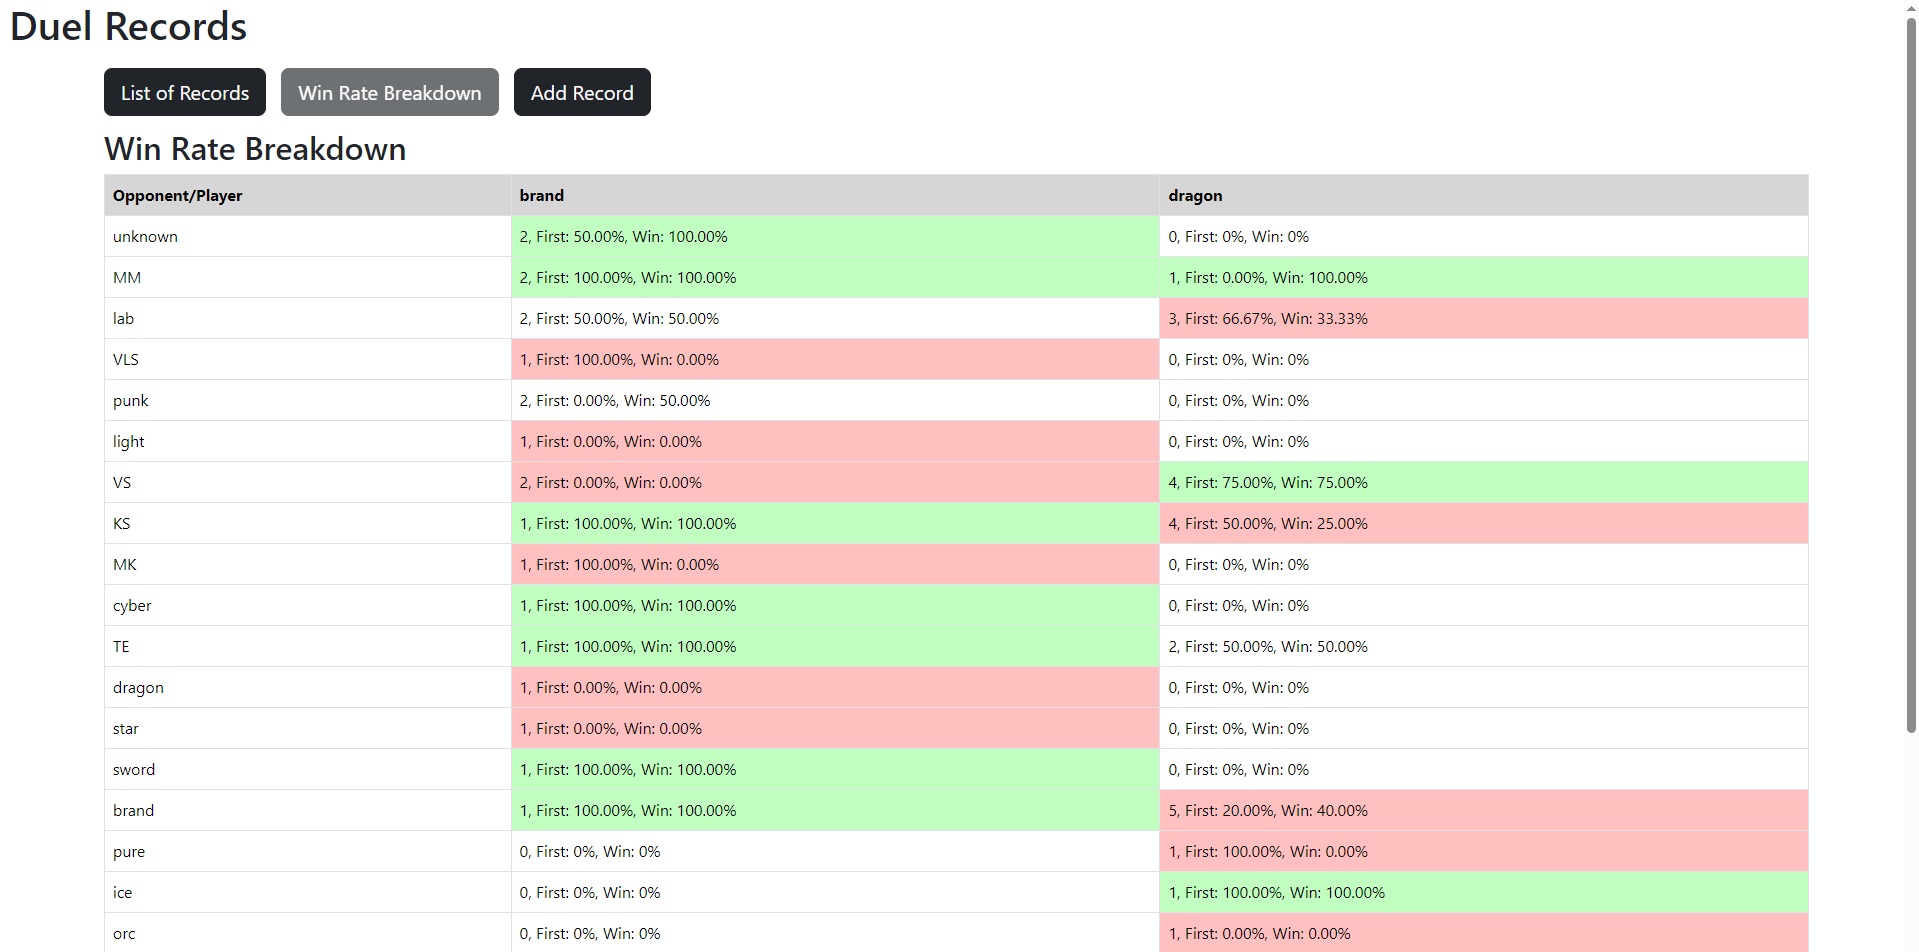 Duel Records
List of Records Win Rate Breakdown Add Record
Win Rate Breakdown
Opponent/Player brand dragon
unknown 2, First: 50.00%, Win: 100.00% 0, First: 0%, Win: 0%
MM 2, First: 100.00%, Win: 100.00% 1, First: 0.00%, Win: 100.00%
lab 2, First: 50.00%, Win: 50.00% 3, First: 66.67%, Win: 33.33%
VLS 1, First: 100.00%, Win: 0.00% 0, First: 0%, Win: 0%
punk 2, First: 0.00%, Win: 50.00% 0, First: 0%, Win: 0%
light 1, First: 0.00%, Win: 0.00% 0, First: 0%, Win: 0%
VS 2, First: 0.00%, Win: 0.00% 4, First: 75.00%, Win: 75.00%
KS 1, First: 100.00%, Win: 100.00% 4, First: 50.00%, Win: 25.00%
MK 1, First: 100.00%, Win: 0.00% 0, First: 0%, Win: 0%
cyber 1, First: 100.00%, Win: 100.00% 0, First: 0%, Win: 0%
TE 1, First: 100.00%, Win: 100.00% 2, First: 50.00%, Win: 50.00%
dragon 1, First: 0.00%, Win: 0.00% 0, First: 0%, Win: 0%
star 1, First: 0.00%, Win: 0.00% 0, First: 0%, Win: 0%
sword 1, First: 100.00%, Win: 100.00% 0, First: 0%, Win: 0%
brand 1, First: 100.00%, Win: 100.00% 5, First: 20.00%, Win: 40.00%
pure 0, First: 0%, Win: 0% 1, First: 100.00%, Win: 0.00%
ice 0, First: 0%, Win: 0% 1, First: 100.00%, Win: 100.00%
orc 0, First: 0%, Win: 0% 1, First: 0.00%, Win: 0.00%